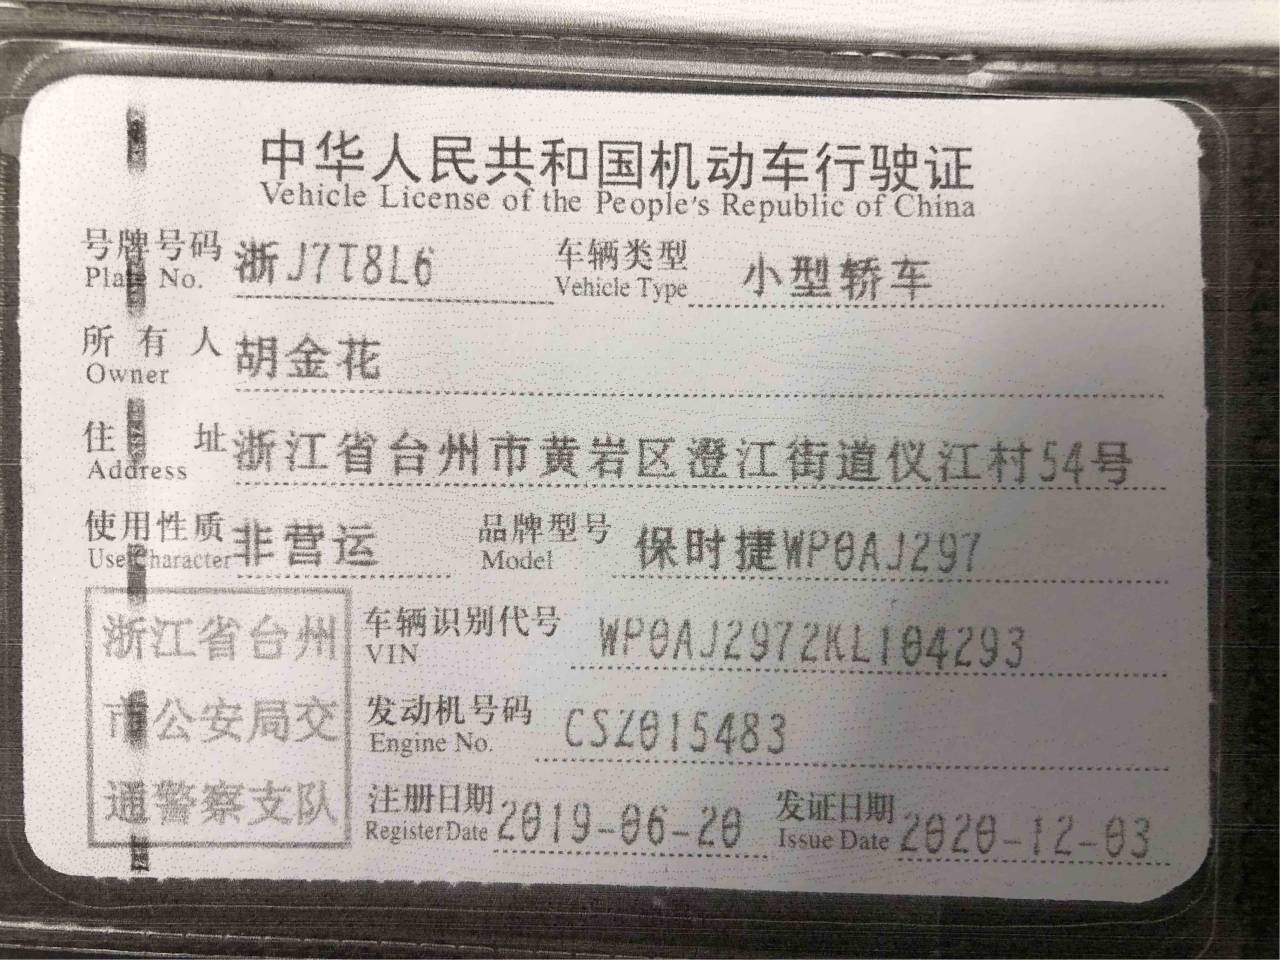 中华人民共和国机动车行驶证
Vehicle License of the People's Republic of China
号牌号码 浙J7T8L6 车辆类型 小型轿车
Plate No. Vehicle Type
所有人 胡金花
Owner
住址 浙江省台州市黄岩区澄江街道仪江村54号
Address
使用性质 非营运 品牌型号 保时捷WP0AJ297
Use Character Model
浙江省台州
市公安局交
通警察支队
车辆识别代号 WP0AJ2972KL104293
VIN
发动机号码 CSZ015483
Engine No.
注册日期 2019-06-20 发证日期 2020-12-03
Register Date Issue Date